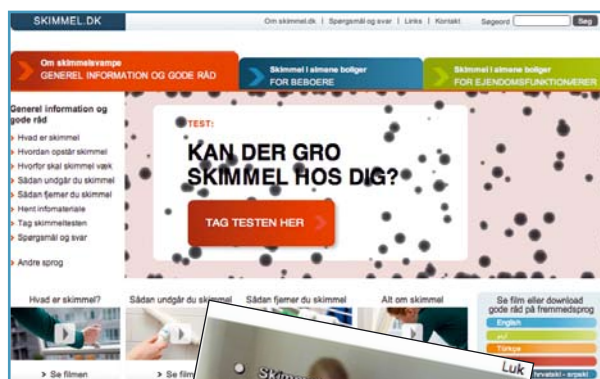 SKIMMEL.DK
Om skimmel.dk | Spørgsmål og svar | Links | Kontakt
Søgeord
Søg
Om skimmelsvampe
GENEREL INFORMATION OG GODE RÅD
Skimmel i almene boliger
FOR BEBOERE
Skimmel i almene boliger
FOR EJENDOMSFUNKTIONÆRER
Generel information og
gode råd
Hvad er skimmel
Hvordan opstår skimmel
Hvorfor skal skimmel væk
Sådan undgår du skimmel
Sådan fjerner du skimmel
Hent infomateriale
Tag skimmeltesten
Spørgsmål og svar
Andre sprog
TEST:
KAN DER GRO
SKIMMEL HOS DIG?
TAG TESTEN HER
Hvad er skimmel?
Sådan undgår du skimmel
Sådan fjerner du skimmel
Alt om skimmel
Se filmen
Se film
Se film eller download
gode råd på fremmedsprog
English
Türkçe
hrvatski - srpski
Skimmel
Luk